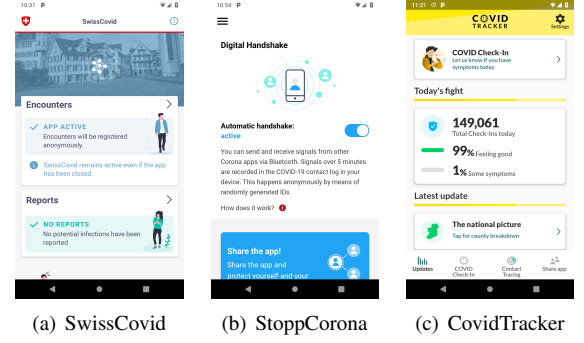 10:31 P
SwissCovid
Encounters
APP ACTIVE
Encounters will be registered
anonymously.
SwissCovid remains active even if the app
has been closed.
Reports
NO REPORTS
No potential infections have been
reported
(a) SwissCovid
10:54 P
Digital Handshake
Automatic handshake:
active
You can send and receive signals from other
Corona apps via Bluetooth. Signals over 5 minutes
are recorded in the COVID-19 contact log in your
device. This happens anonymously by means of
randomly generated IDs.
How does it work?
Share the app!
Share the app and
protect yourself and your
(b) StoppCorona
11:21 P
COVID
TRACKER
Settings
COVID Check-In
Let us know if you have
symptoms today
Today's fight
149,061
Total Check-Ins today
99% Feeling good
1% Some symptoms
Latest update
The national picture
Tap for county breakdown
Updates
COVID
Check-In
Contact
Tracing
Share app
(c) CovidTracker